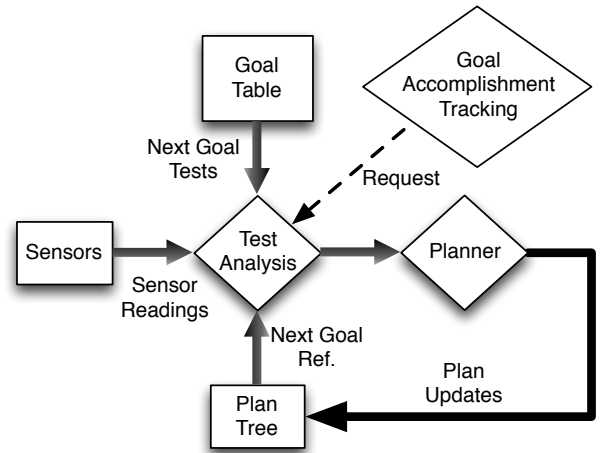 Goal
Table
Goal
Accomplishment
Tracking
Next Goal
Tests
Request
Sensors
Test
Analysis
Planner
Sensor
Readings
Next Goal
Ref.
Plan
Updates
Plan
Tree